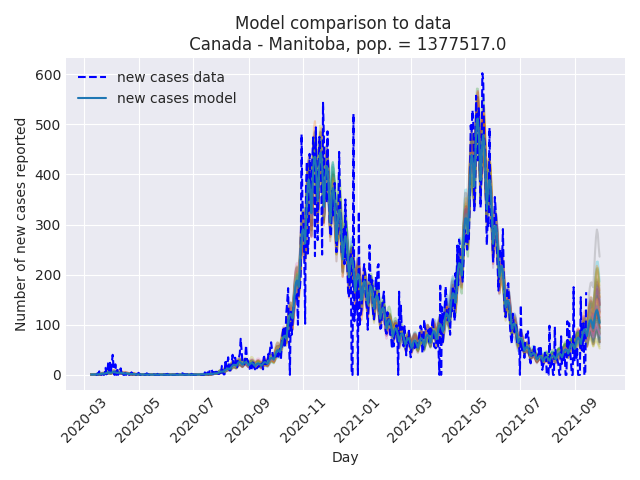 Model comparison to data
Canada - Manitoba, pop. = 1377517.0
new cases data
new cases model
Number of new cases reported
600
500
400
300
200
100
0
2020-03
2020-05
2020-07
2020-09
2020-11
2021-01
2021-03
2021-05
2021-07
2021-09
Day